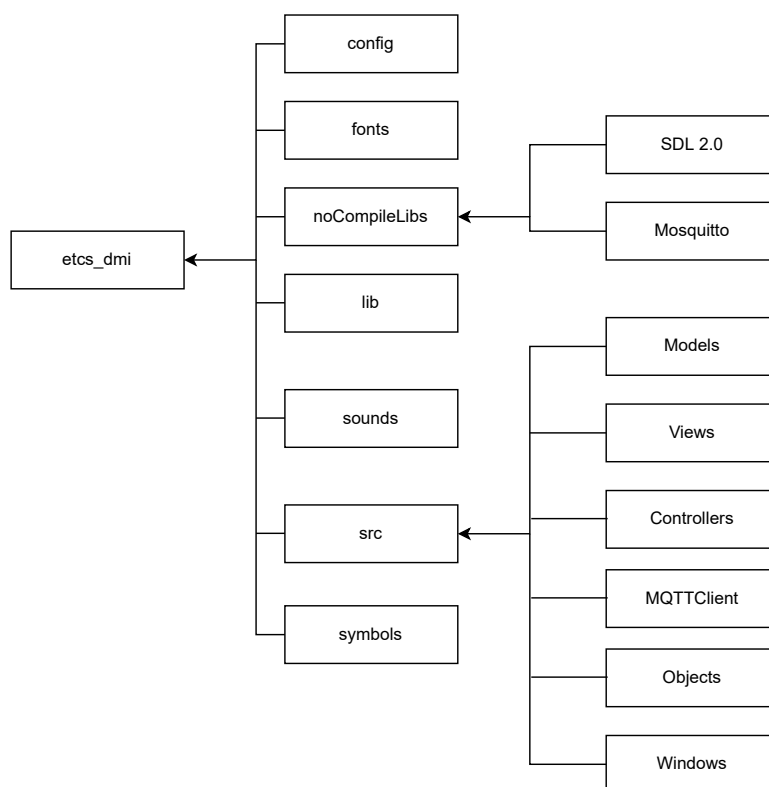 config
fonts
SDL 2.0
noCompileLibs
Mosquitto
etcs_dmi
lib
Models
sounds
Views
Controllers
src
MQTTClient
symbols
Objects
Windows